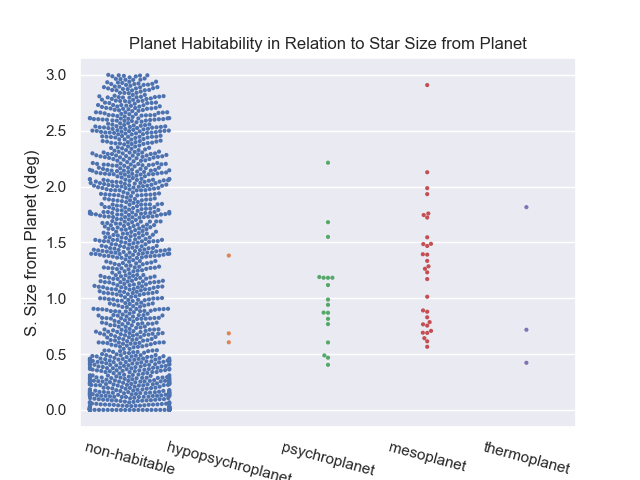 Planet Habitability in Relation to Star Size from Planet
S. Size from Planet (deg)
3.0
2.5
2.0
1.5
1.0
0.5
0.0
non-habitable
hypopsychroplanet
psychroplanet
mesoplanet
thermoplanet